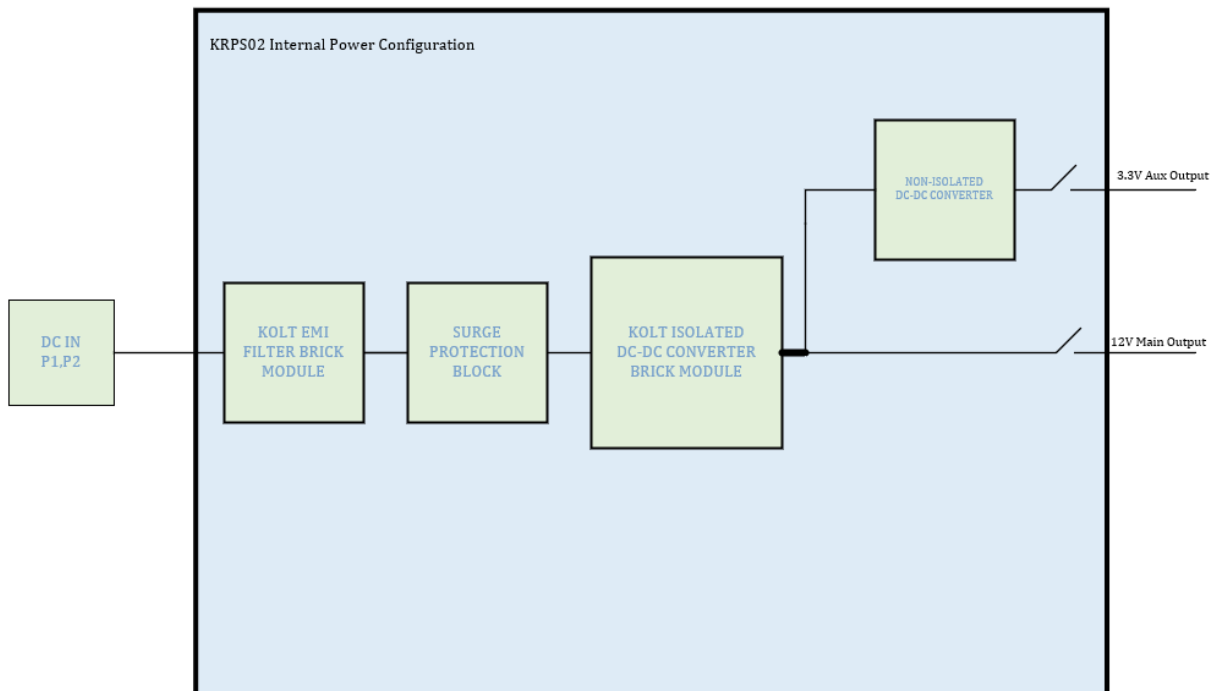 KRPS02 Internal Power Configuration
NON-ISOLATED
DC-DC CONVERTER
3.3V Aux Output
DC IN
P1,P2
KOLT EMI
FILTER BRICK
MODULE
SURGE
PROTECTION
BLOCK
KOLT ISOLATED
DC-DC CONVERTER
BRICK MODULE
12V Main Output